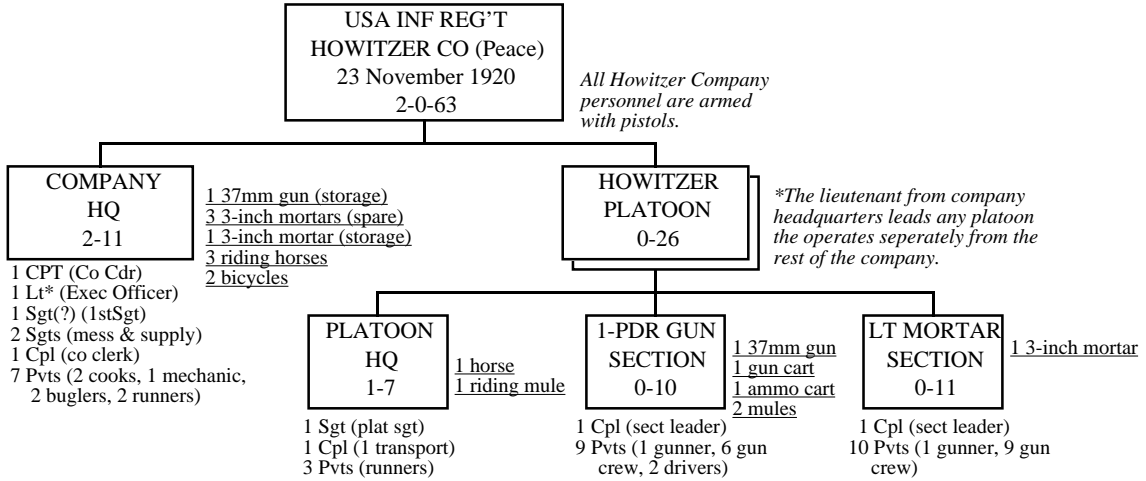 USA INF REG'T
HOWITZER CO (Peace)
23 November 1920
2-0-63
All Howitzer Company
personnel are armed
with pistols.
COMPANY
HQ
2-11
1 37mm gun (storage)
3 3-inch mortars (spare)
1 3-inch mortar (storage)
3 riding horses
2 bicycles
1 CPT (Co Cdr)
1 Lt* (Exec Officer)
1 Sgt(?) (1stSgt)
2 Sgts (mess & supply)
1 Cpl (co clerk)
7 Pvts (2 cooks, 1 mechanic,
2 buglers, 2 runners)
HOWITZER
PLATOON
0-26
*The lieutenant from company
headquarters leads any platoon
the operates seperately from the
rest of the company.
PLATOON
HQ
1-7
1 horse
1 riding mule
1 Sgt (plat sgt)
1 Cpl (1 transport)
3 Pvts (runners)
1-PDR GUN
SECTION
0-10
1 37mm gun
1 gun cart
1 ammo cart
2 mules
1 Cpl (sect leader)
9 Pvts (1 gunner, 6 gun
crew, 2 drivers)
LT MORTAR
SECTION
0-11
1 3-inch mortar
1 Cpl (sect leader)
10 Pvts (1 gunner, 9 gun
crew)